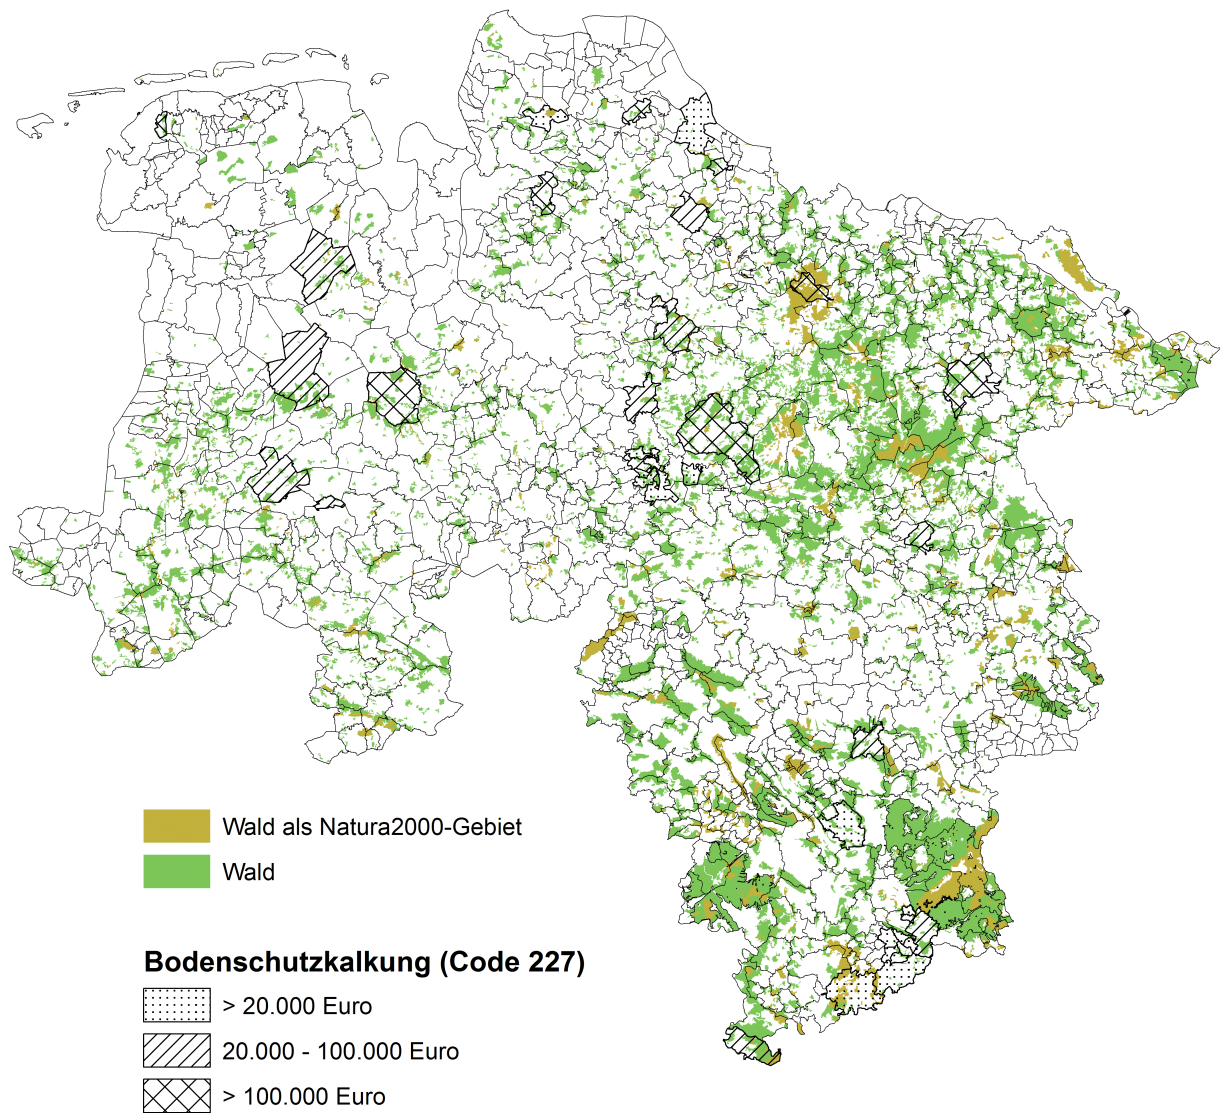 Wald als Natura2000-Gebiet
Wald
Bodenschutzkalkung (Code 227)
> 20.000 Euro
20.000 - 100.000 Euro
> 100.000 Euro